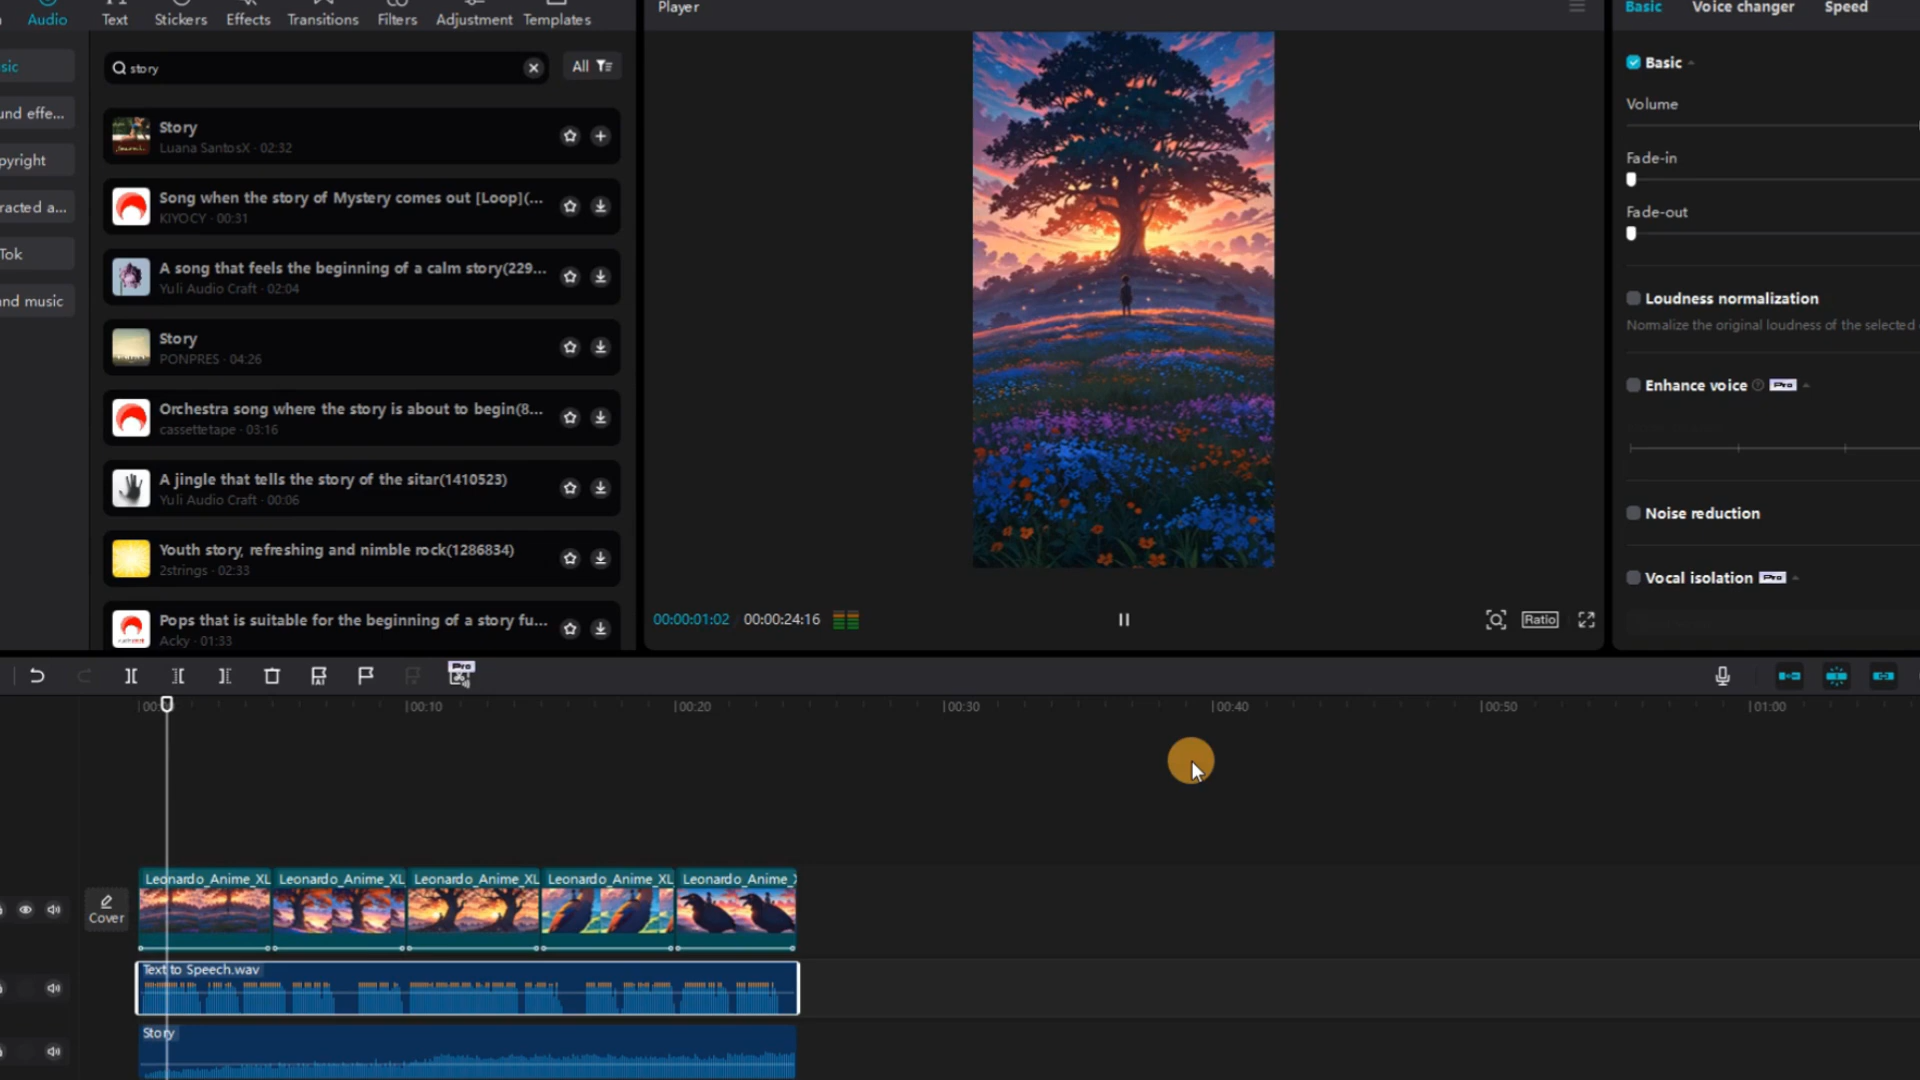 Audio
Text
Stickers
Effects
Transitions
Filters
Adjustment
Templates
sic
und effe...
pyright
racted a...
Tok
and music
story
All
Story
Luana SantosX · 02:32
Song when the story of Mystery comes out [Loop](...
KIYOCY · 00:31
A song that feels the beginning of a calm story(229...
Yuli Audio Craft · 02:04
Story
PONPRES · 04:26
Orchestra song where the story is about to begin(8...
cassettetape · 03:16
A jingle that tells the story of the sitar(1410523)
Yuli Audio Craft · 00:06
Youth story, refreshing and nimble rock(1286834)
2strings · 02:33
Pops that is suitable for the beginning of a story fu...
Acky · 01:33
Player
00:00:01:02
00:00:24:16
Ratio
Basic
Voice changer
Speed
Basic
Volume
Fade-in
Fade-out
Loudness normalization
Normalize the original loudness of the selected
Enhance voice
Pro
Noise reduction
Vocal isolation
Pro
Pro
00:10
00:20
00:30
00:40
00:50
01:00
Cover
Leonardo_Anime_XL
Leonardo_Anime_XL
Leonardo_Anime_XL
Leonardo_Anime_XL
Leonardo_Anime_
Text to Speech.wav
Story